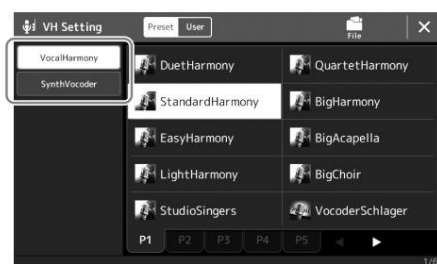 VH Setting
Preset User
File
VocalHarmony
SynthVocoder
DuetHarmony QuartetHarmony
StandardHarmony BigHarmony
EasyHarmony BigAcapella
LightHarmony BigChoir
StudioSingers VocoderSchlager
P1 P2 P3 P4 P5
1/6